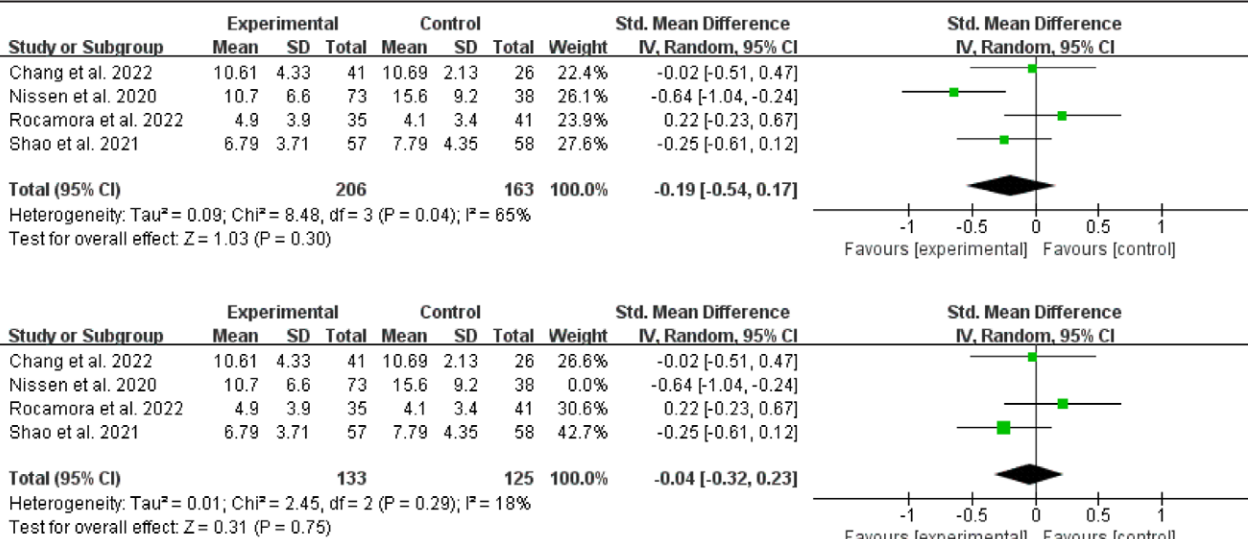 Experimental Control Std. Mean Difference Std. Mean Difference
Study or Subgroup Mean SD Total Mean SD Total Weight IV, Random, 95% CI IV, Random, 95% CI
Chang et al. 2022 10.61 4.33 41 10.69 2.13 26 22.4% -0.02 [-0.51, 0.47]
Nissen et al. 2020 10.7 6.6 73 15.6 9.2 38 26.1% -0.64 [-1.04, -0.24]
Rocamora et al. 2022 4.9 3.9 35 4.1 3.4 41 23.9% 0.22 [-0.23, 0.67]
Shao et al. 2021 6.79 3.71 57 7.79 4.35 58 27.6% -0.25 [-0.61, 0.12]
Total (95% CI) 206 163 100.0% -0.19 [-0.54, 0.17]
Heterogeneity: Tau² = 0.09; Chi² = 8.48, df = 3 (P = 0.04); I² = 65%
Test for overall effect: Z = 1.03 (P = 0.30)
-1 -0.5 0 0.5 1
Favours [experimental] Favours [control]
Experimental Control Std. Mean Difference Std. Mean Difference
Study or Subgroup Mean SD Total Mean SD Total Weight IV, Random, 95% CI IV, Random, 95% CI
Chang et al. 2022 10.61 4.33 41 10.69 2.13 26 26.6% -0.02 [-0.51, 0.47]
Nissen et al. 2020 10.7 6.6 73 15.6 9.2 38 0.0% -0.64 [-1.04, -0.24]
Rocamora et al. 2022 4.9 3.9 35 4.1 3.4 41 30.6% 0.22 [-0.23, 0.67]
Shao et al. 2021 6.79 3.71 57 7.79 4.35 58 42.7% -0.25 [-0.61, 0.12]
Total (95% CI) 133 125 100.0% -0.04 [-0.32, 0.23]
Heterogeneity: Tau² = 0.01; Chi² = 2.45, df = 2 (P = 0.29); I² = 18%
Test for overall effect: Z = 0.31 (P = 0.75)
-1 -0.5 0 0.5 1
Favours [experimental] Favours [control]